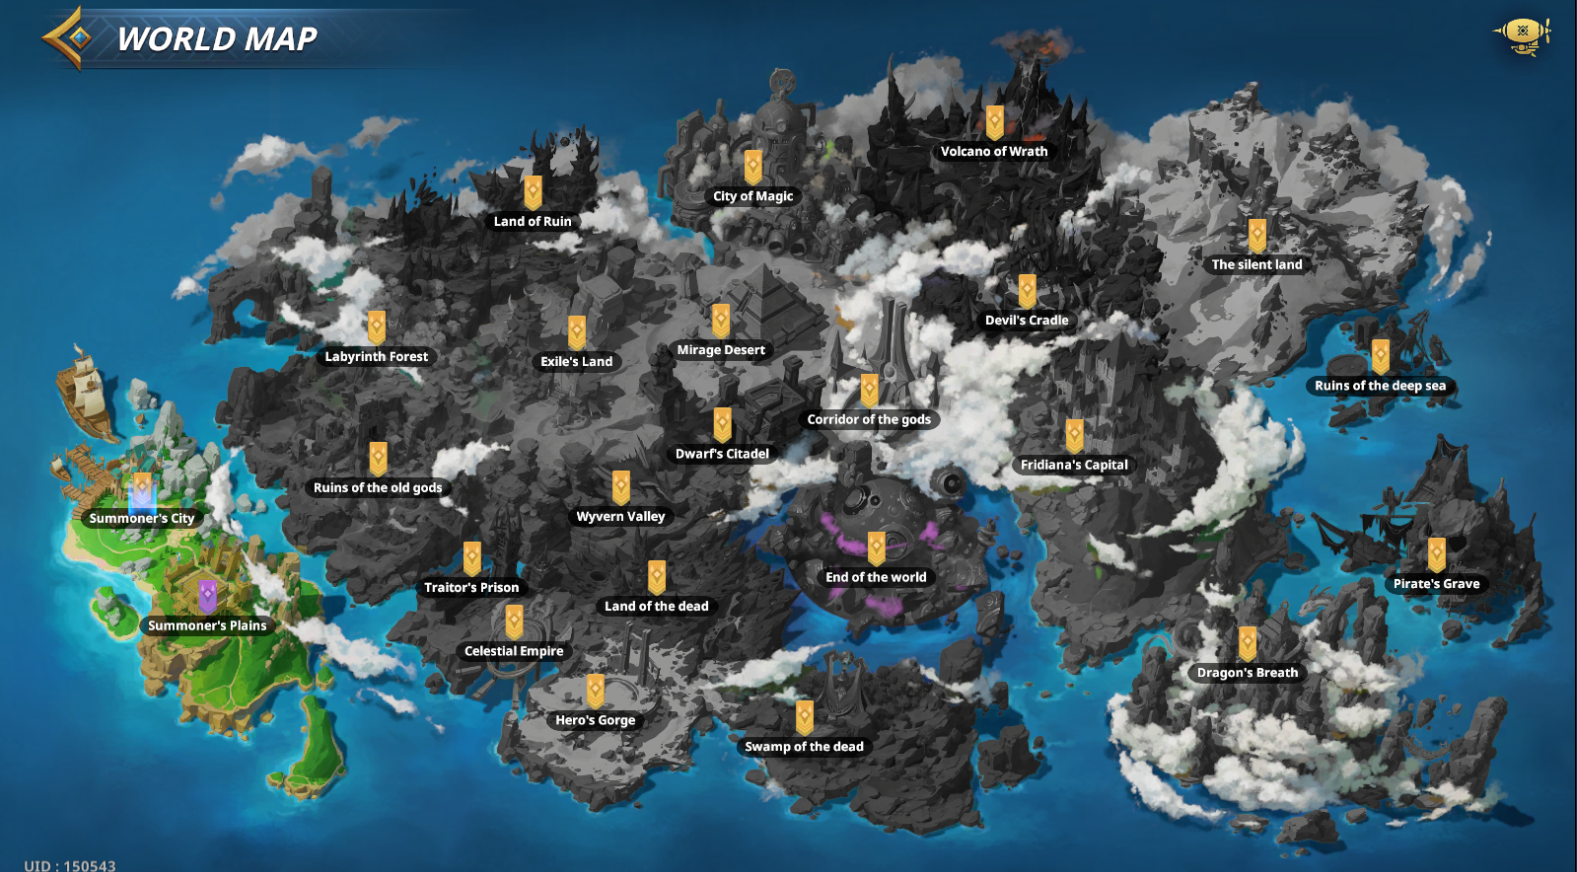 WORLD MAP
Volcano of Wrath
City of Magic
Land of Ruin
The silent land
Devil's Cradle
Mirage Desert
Labyrinth Forest
Exile's Land
Ruins of the deep sea
Corridor of the gods
Dwarf's Citadel
Fridiana's Capital
Ruins of the old gods
Wyvern Valley
Summoner's City
End of the world
Pirate's Grave
Traitor's Prison
Land of the dead
Summoner's Plains
Celestial Empire
Dragon's Breath
Hero's Gorge
Swamp of the dead
UID : 150543